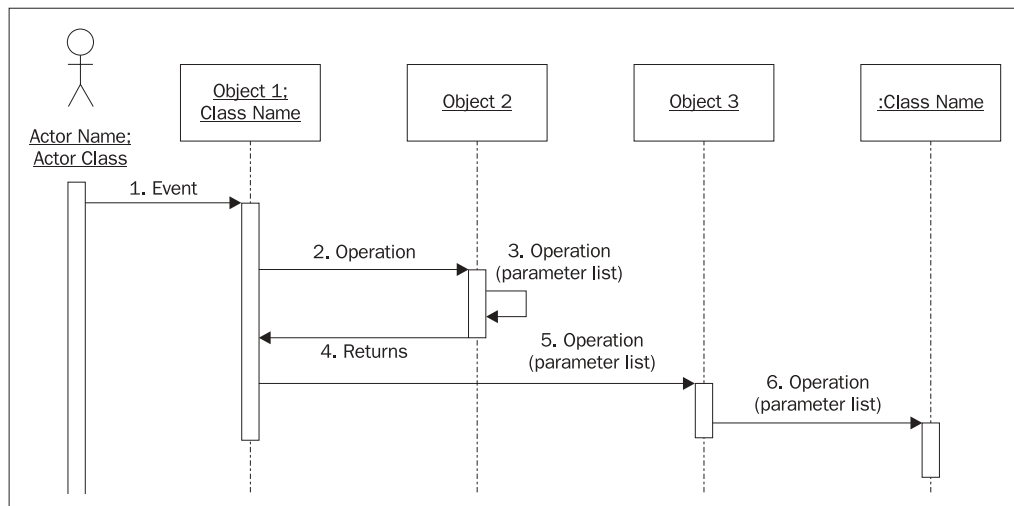 Object 1;
Class Name
Object 2
Object 3
:Class Name
Actor Name;
Actor Class
1. Event
2. Operation
3. Operation
(parameter list)
4. Returns
5. Operation
(parameter list)
6. Operation
(parameter list)